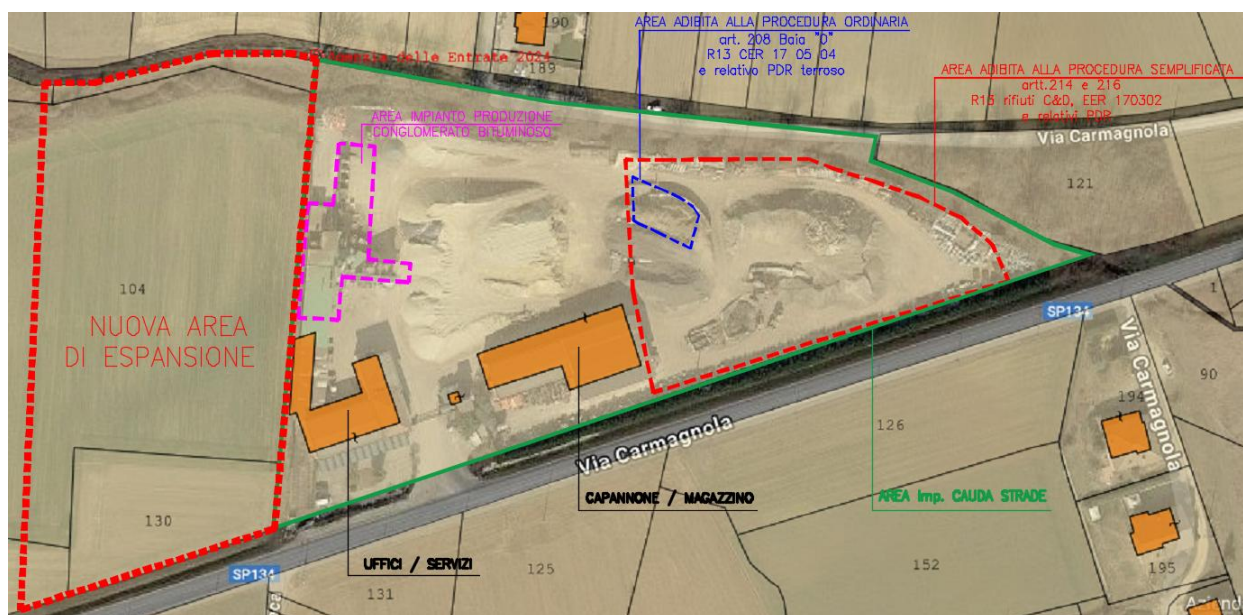 190
AREA ADIBITA ALLA PROCEDURA ORDINARIA
art. 208 Baia "0"
R13 CER 17 05 04
e relativo PDR terroso
Agenzia delle Entrate 2024
189
AREA ADIBITA ALLA PROCEDURA SEMPLIFICATA
artt.214 e 216
R13 rifiuti C&D, EER 170302
e relativi PDR
AREA IMPIANTO PRODUZIONE
CONGLOMERATO BITUMINOSO
Via Carmagnola
121
104
NUOVA AREA
DI ESPANSIONE
SP134
1
Via Carmagnola
90
194
126
Via Carmagnola
CAPANNONE / MAGAZZINO
AREA Imp. CAUDA STRADE
130
UFFICI / SERVIZI
SP134
125
152
195
131